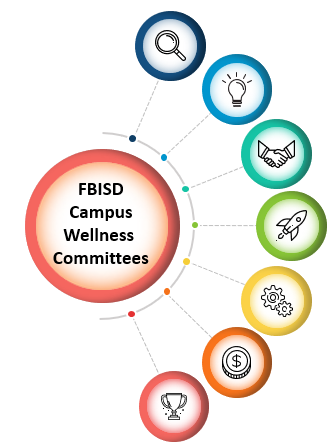 FBISD
Campus
Wellness
Committees
$